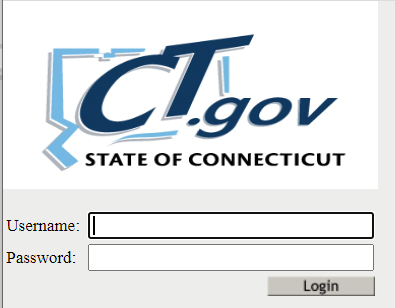 CT.gov
STATE OF CONNECTICUT
Username:
Password:
Login